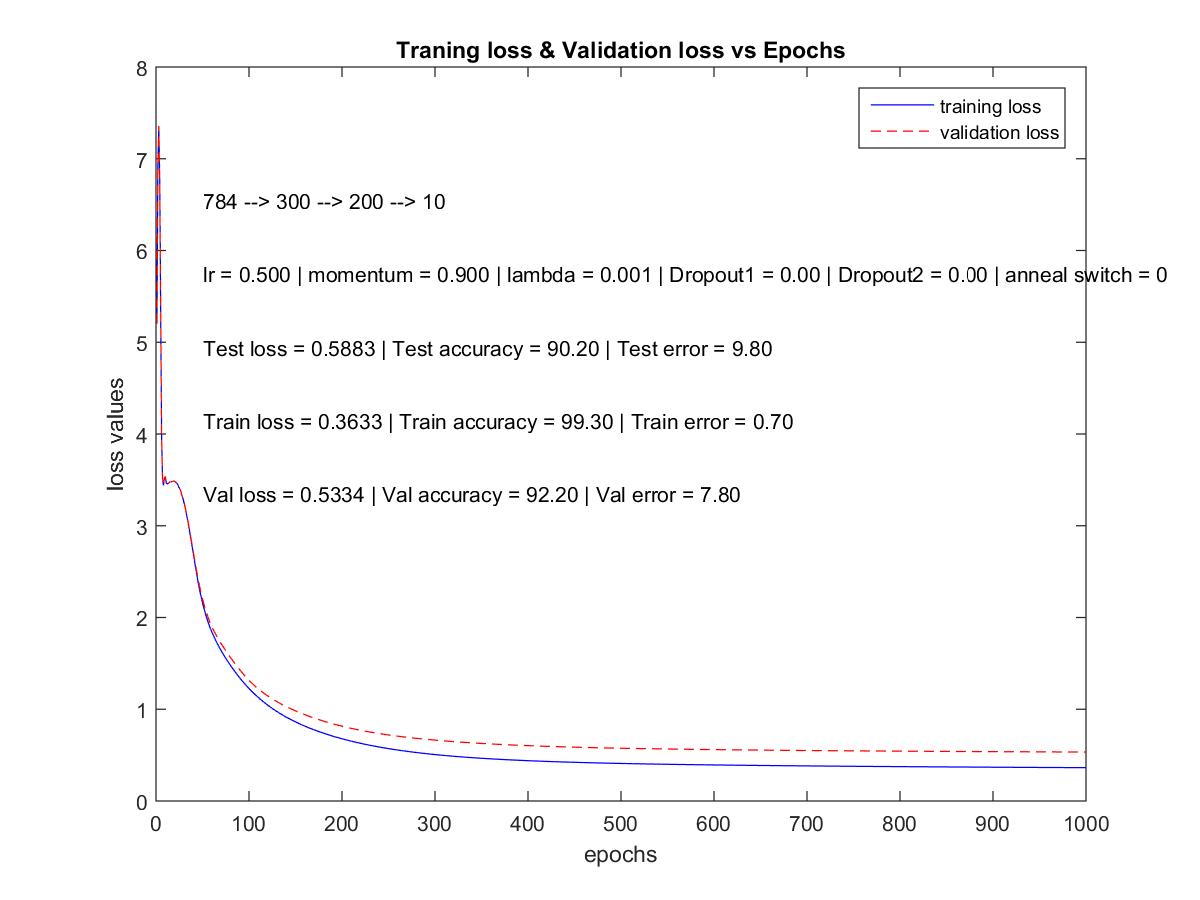 Traning loss & Validation loss vs Epochs
8
training loss
validation loss
7
784 --> 300 --> 200 --> 10
6
lr = 0.500 | momentum = 0.900 | lambda = 0.001 | Dropout1 = 0.00 | Dropout2 = 0.00 | anneal switch = 0
5
Test loss = 0.5883 | Test accuracy = 90.20 | Test error = 9.80
4
Train loss = 0.3633 | Train accuracy = 99.30 | Train error = 0.70
loss values
Val loss = 0.5334 | Val accuracy = 92.20 | Val error = 7.80
3
2
1
0
0 100 200 300 400 500 600 700 800 900 1000
epochs